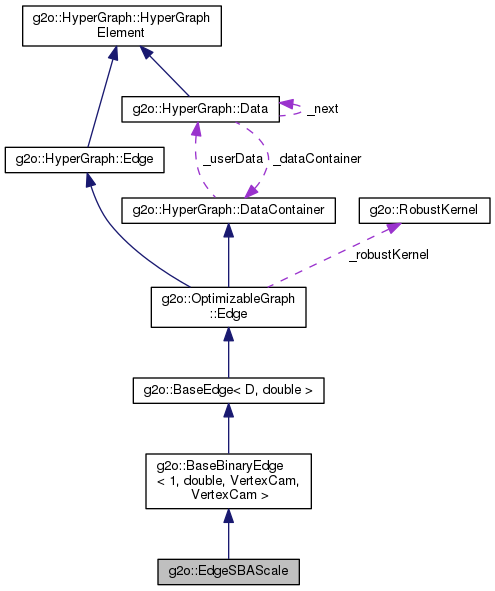 g2o::HyperGraph::HyperGraph
Element
g2o::HyperGraph::Data
_next
g2o::HyperGraph::Edge
_userData
_dataContainer
g2o::HyperGraph::DataContainer
g2o::RobustKernel
_robustKernel
g2o::OptimizableGraph
::Edge
g2o::BaseEdge< D, double >
g2o::BaseBinaryEdge
< 1, double, VertexCam,
VertexCam >
g2o::EdgeSBAScale